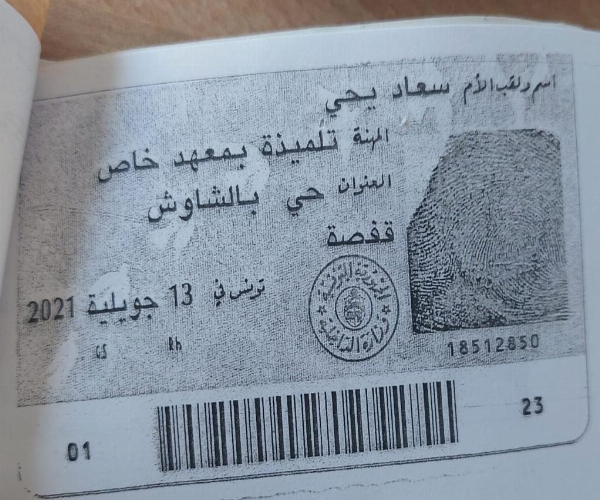 اسم ولقب الأم سعاد يحي
المهنة تلميذة بمعهد خاص
العنوان حي بالشاوش
قفصة
تونس في 13 جويلية 2021
GS Rh
الجمهورية التونسية
وزارة الداخلية
18512850
01 23